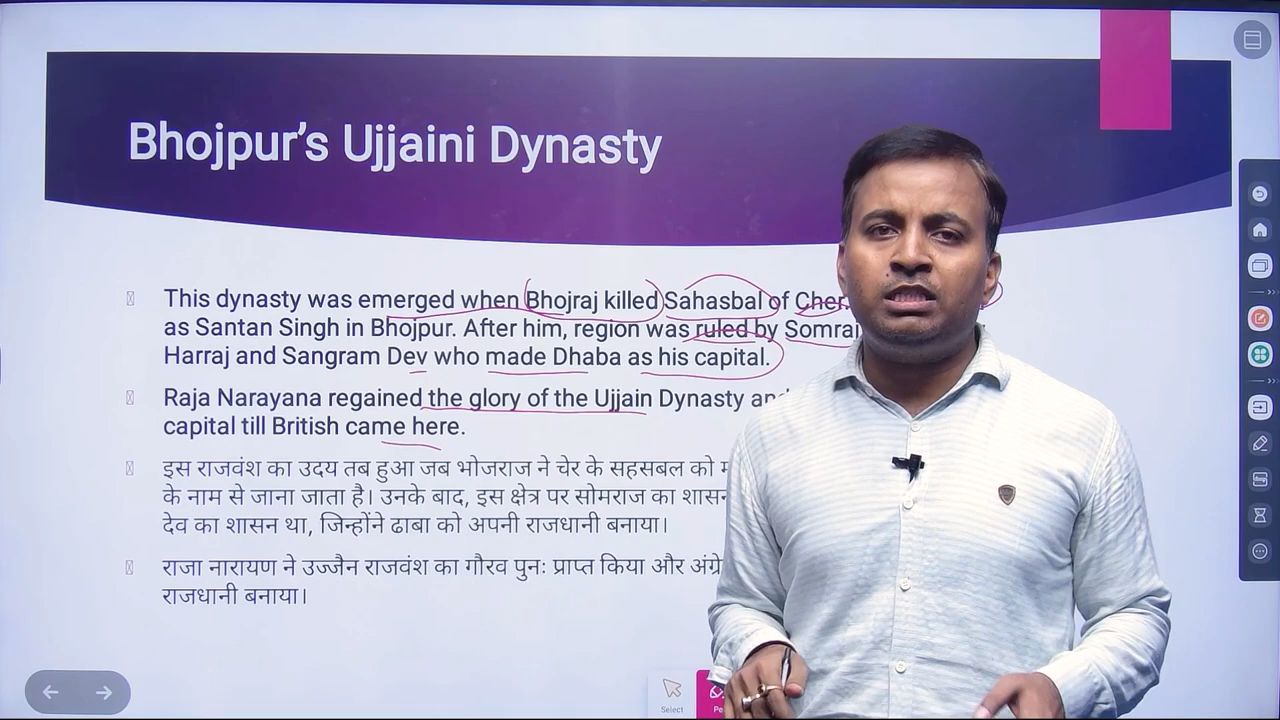 Bhojpur's Ujjaini Dynasty
This dynasty was emerged when Bhojraj killed Sahasbal of Cher.
as Santan Singh in Bhojpur. After him, region was ruled by Somraj
Harraj and Sangram Dev who made Dhaba as his capital.
Raja Narayana regained the glory of the Ujjain Dynasty
capital till British came here.
इस राजवंश का उदय तब हुआ जब भोजराज ने चेर के सहसबल को
के नाम से जाना जाता है। उनके बाद, इस क्षेत्र पर सोमराज का शासन
देव का शासन था, जिन्होंने ढाबा को अपनी राजधानी बनाया।
राजा नारायण ने उज्जैन राजवंश का गौरव पुनः प्राप्त किया और
राजधानी बनाया।
Select